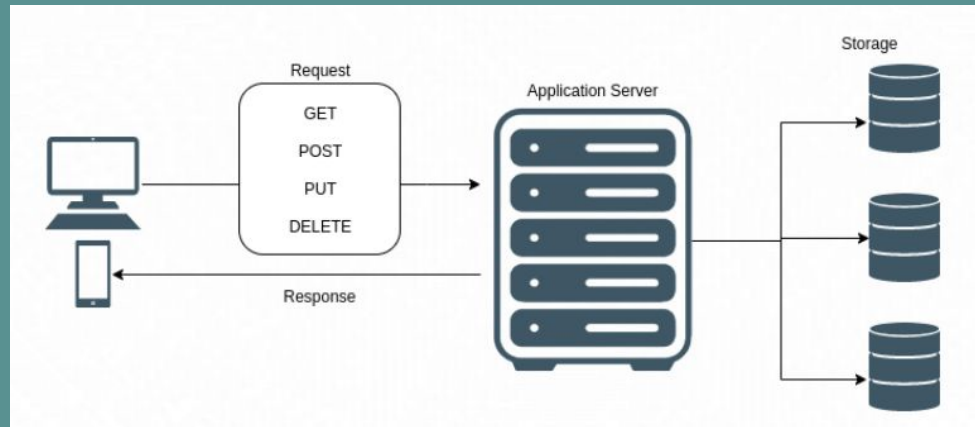 Storage
Request
Application Server
GET
POST
PUT
DELETE
Response